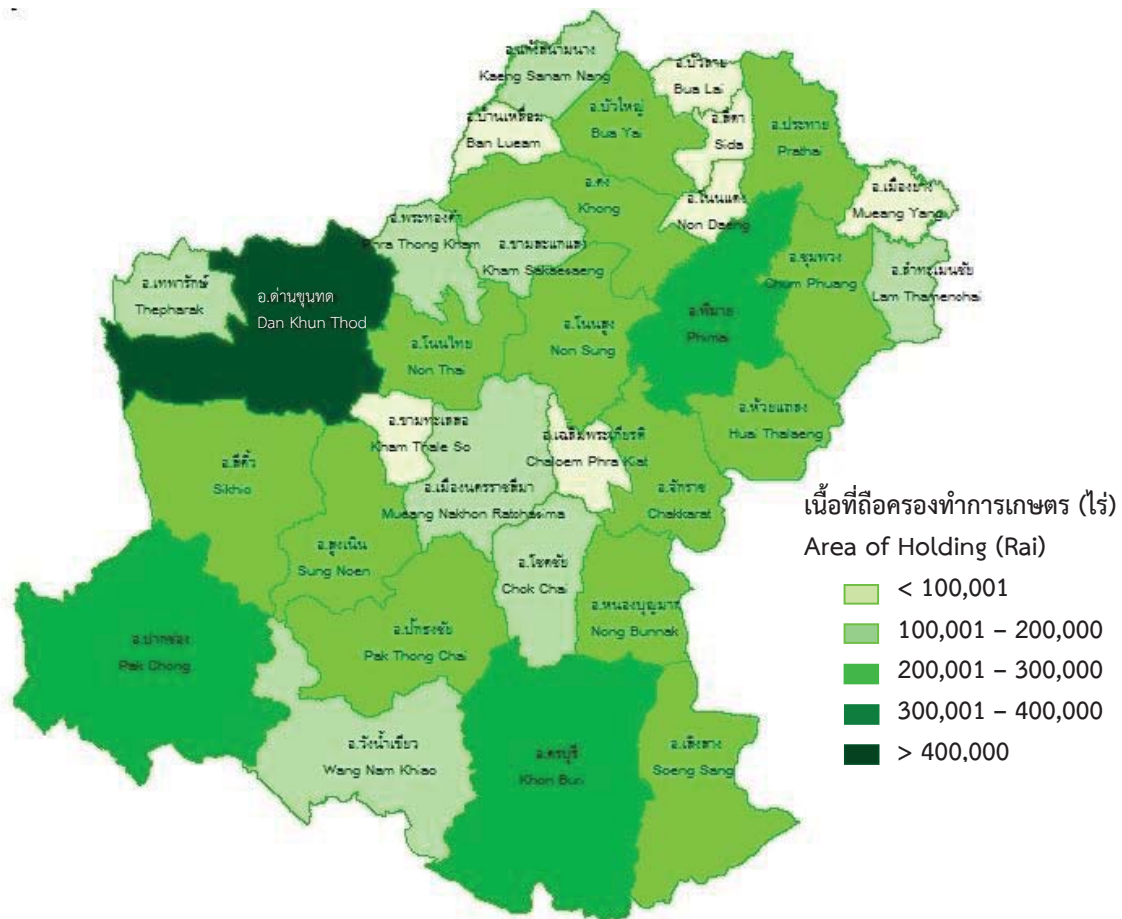 อ.แก้งสนามนาง
Kaeng Sanam Nang
อ.บัวลาย
Bua Lai
อ.บัวใหญ่
Bua Yai
อ.สีดา
Sida
อ.ประทาย
Prathai
อ.บ้านเหลื่อม
Ban Lueam
อ.คง
Khong
อ.โนนแดง
Non Daeng
อ.เมืองยาง
Mueang Yang
อ.พระทองคำ
Phra Thong Kham
อ.ขามสะแกแสง
Kham Sakaesaeng
อ.ชุมพวง
Chum Phuang
อ.ลำทะเมนชัย
Lam Thamenchai
อ.เทพารักษ์
Thepharak
อ.ด่านขุนทด
Dan Khun Thod
อ.พิมาย
Phimai
อ.โนนไทย
Non Thai
อ.โนนสูง
Non Sung
อ.ห้วยแถลง
Huai Thalaeng
อ.ขามทะเลสอ
Kham Thale So
อ.เฉลิมพระเกียรติ
Chaloem Phra Kiat
อ.สีคิ้ว
Sikhio
อ.เมืองนครราชสีมา
Mueang Nakhon Ratchasima
อ.จักราช
Chakkarat
อ.สูงเนิน
Sung Noen
อ.โชคชัย
Chok Chai
อ.หนองบุญมาก
Nong Bunnak
อ.ปักธงชัย
Pak Thong Chai
อ.ปากช่อง
Pak Chong
อ.วังน้ำเขียว
Wang Nam Khiao
อ.ครบุรี
Khon Buri
อ.เสิงสาง
Soeng Sang
เนื้อที่ถือครองทำการเกษตร (ไร่)
Area of Holding (Rai)
< 100,001
100,001 – 200,000
200,001 – 300,000
300,001 – 400,000
> 400,000